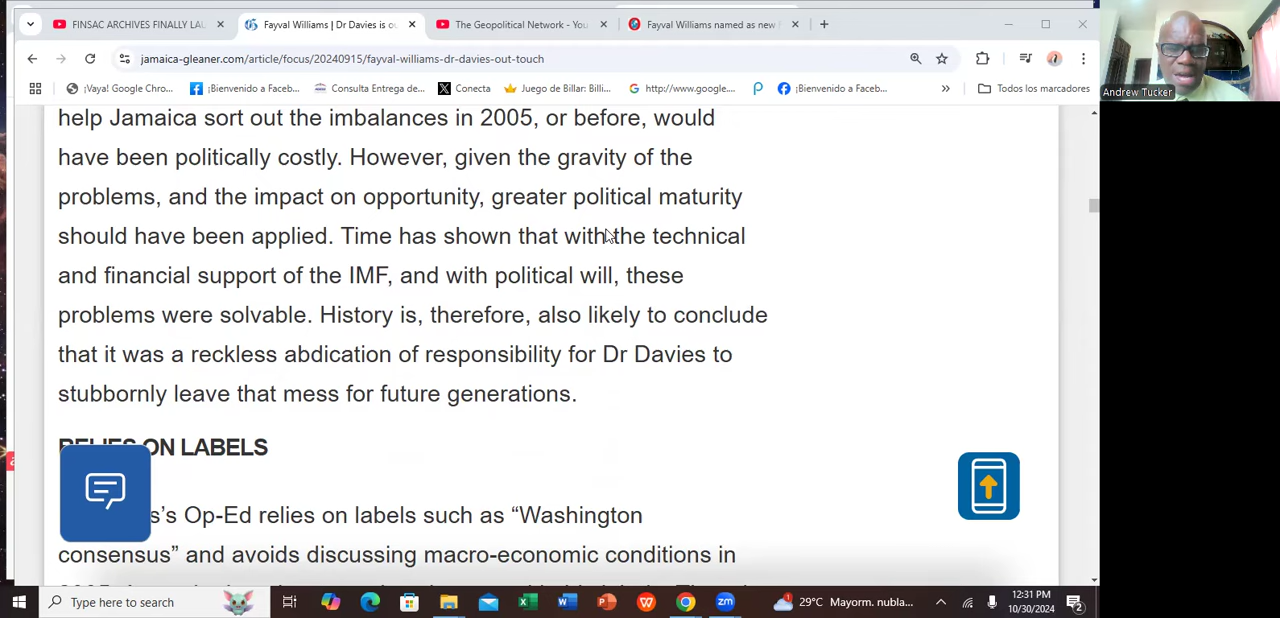 FINSAC ARCHIVES FINALLY LAU
Fayval Williams | Dr Davies is ou
The Geopolitical Network - You
Fayval Williams named as new
jamaica-gleaner.com/article/focus/20240915/fayval-williams-dr-davies-out-touch
¡Vaya! Google Chro...
¡Bienvenido a Faceb...
Consulta Entrega de...
Conecta
Juego de Billar: Billi...
http://www.google....
¡Bienvenido a Faceb...
»
Todos los marcadores
Andrew Tucker
help Jamaica sort out the imbalances in 2005, or before, would
have been politically costly. However, given the gravity of the
problems, and the impact on opportunity, greater political maturity
should have been applied. Time has shown that with the technical
and financial support of the IMF, and with political will, these
problems were solvable. History is, therefore, also likely to conclude
that it was a reckless abdication of responsibility for Dr Davies to
stubbornly leave that mess for future generations.
RELIES ON LABELS
s's Op-Ed relies on labels such as “Washington
consensus” and avoids discussing macro-economic conditions in
Type here to search
29°C Mayorm. nubla...
12:31 PM
10/30/2024
2